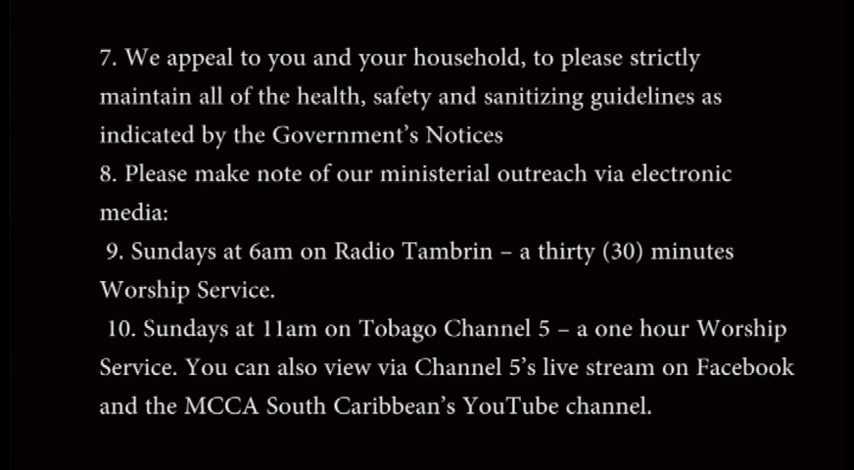 7. We appeal to you and your household, to please strictly
maintain all of the health, safety and sanitizing guidelines as
indicated by the Government’s Notices
8. Please make note of our ministerial outreach via electronic
media:
9. Sundays at 6am on Radio Tambrin – a thirty (30) minutes
Worship Service.
10. Sundays at 11am on Tobago Channel 5 – a one hour Worship
Service. You can also view via Channel 5’s live stream on Facebook
and the MCCA South Caribbean’s YouTube channel.